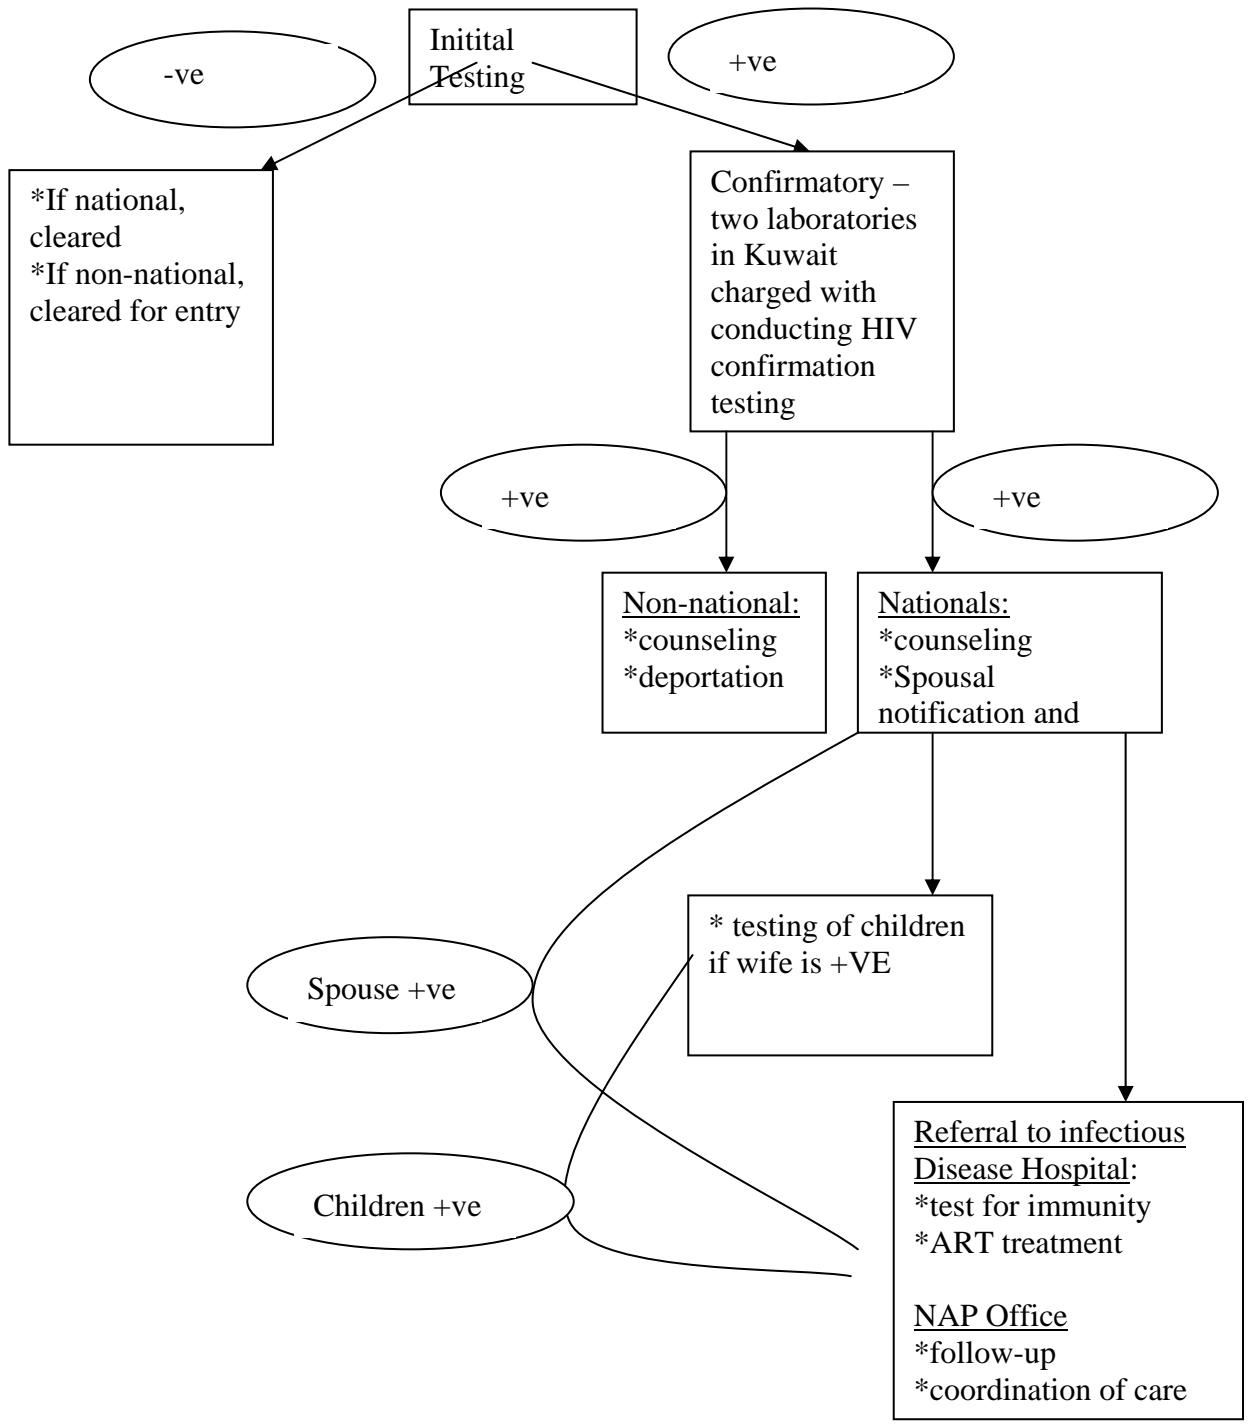 Initital
Testing
-ve
+ve
*If national,
cleared
*If non-national,
cleared for entry
Confirmatory –
two laboratories
in Kuwait
charged with
conducting HIV
confirmation
testing
+ve
+ve
Non-national:
*counseling
*deportation
Nationals:
*counseling
*Spousal
notification and
* testing of children
if wife is +VE
Spouse +ve
Children +ve
Referral to infectious
Disease Hospital:
*test for immunity
*ART treatment
NAP Office
*follow-up
*coordination of care